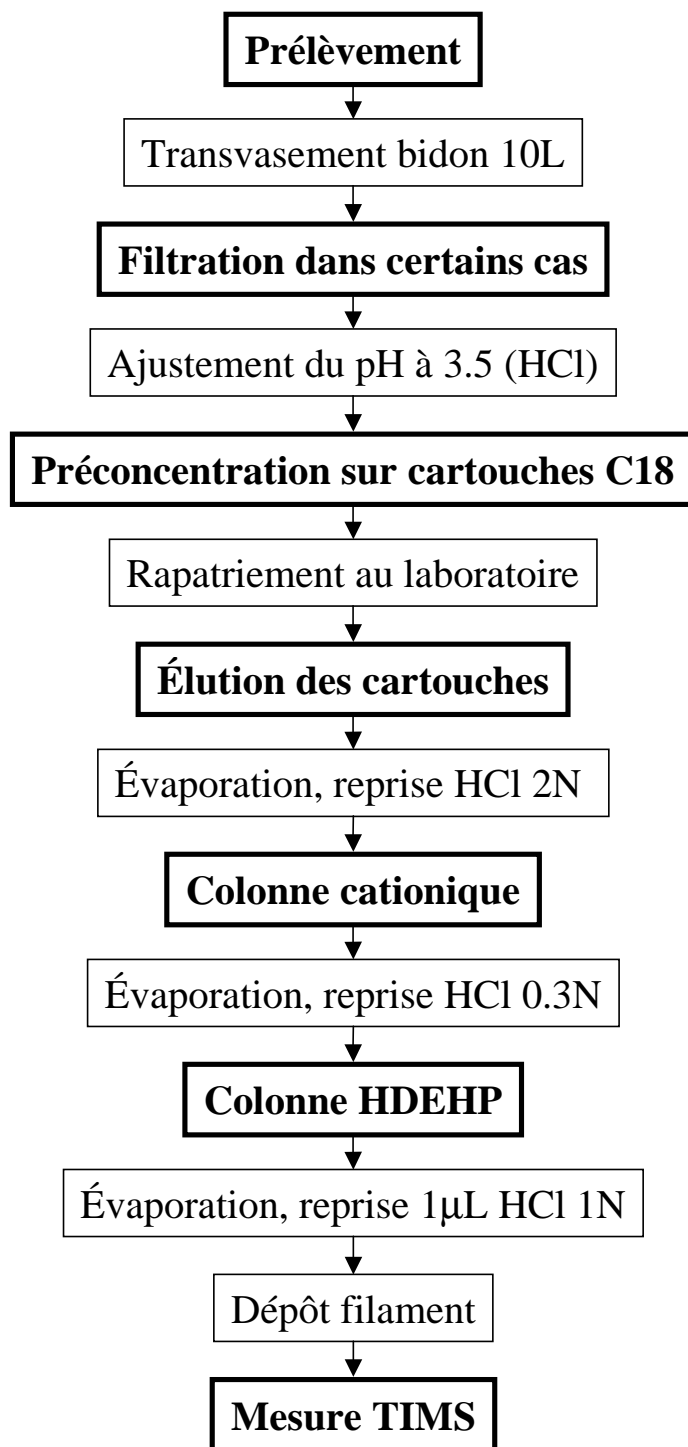 Prélèvement
Transvasement bidon 10L
Filtration dans certains cas
Ajustement du pH à 3.5 (HCl)
Préconcentration sur cartouches C18
Rapatriement au laboratoire
Élution des cartouches
Évaporation, reprise HCl 2N
Colonne cationique
Évaporation, reprise HCl 0.3N
Colonne HDEHP
Évaporation, reprise 1μL HCl 1N
Dépôt filament
Mesure TIMS